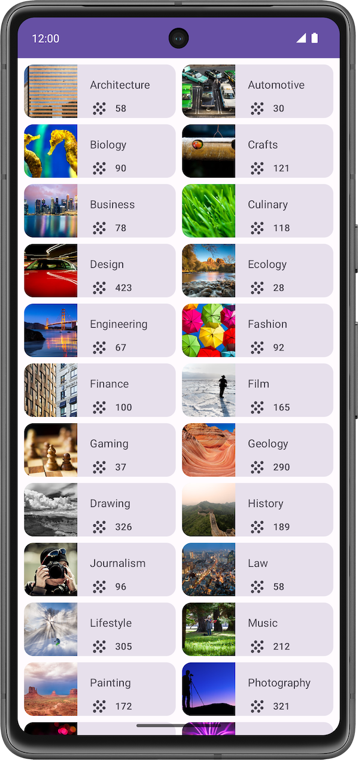 12:00
Architecture
58
Automotive
30
Biology
90
Crafts
121
Business
78
Culinary
118
Design
423
Ecology
28
Engineering
67
Fashion
92
Finance
100
Film
165
Gaming
37
Geology
290
Drawing
326
History
189
Journalism
96
Law
58
Lifestyle
305
Music
212
Painting
172
Photography
321